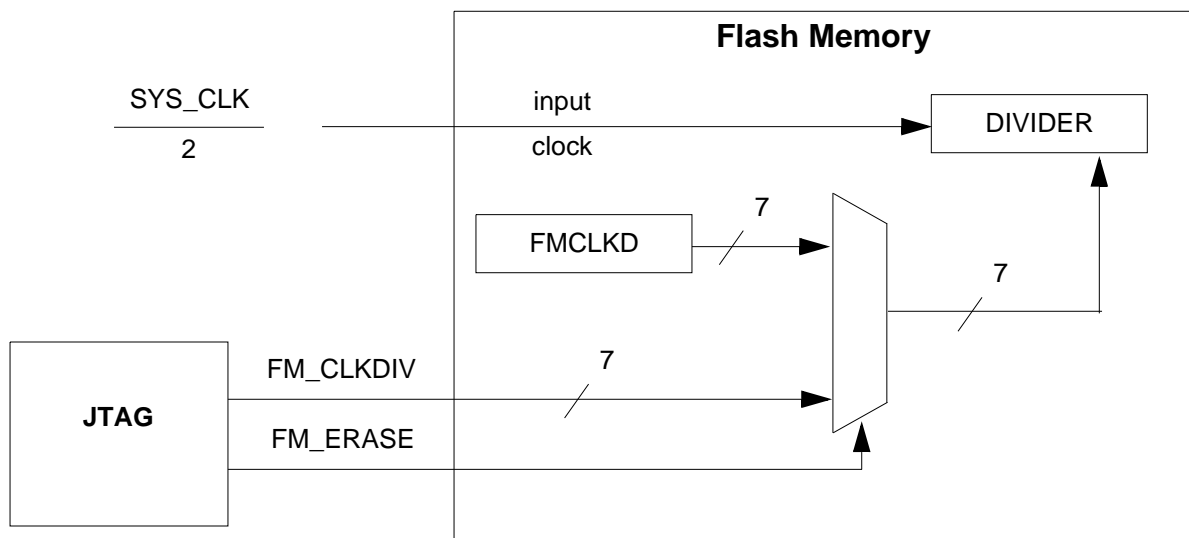 Flash Memory
SYS_CLK
2
input
clock
DIVIDER
FMCLKD
7
7
JTAG
FM_CLKDIV
7
FM_ERASE